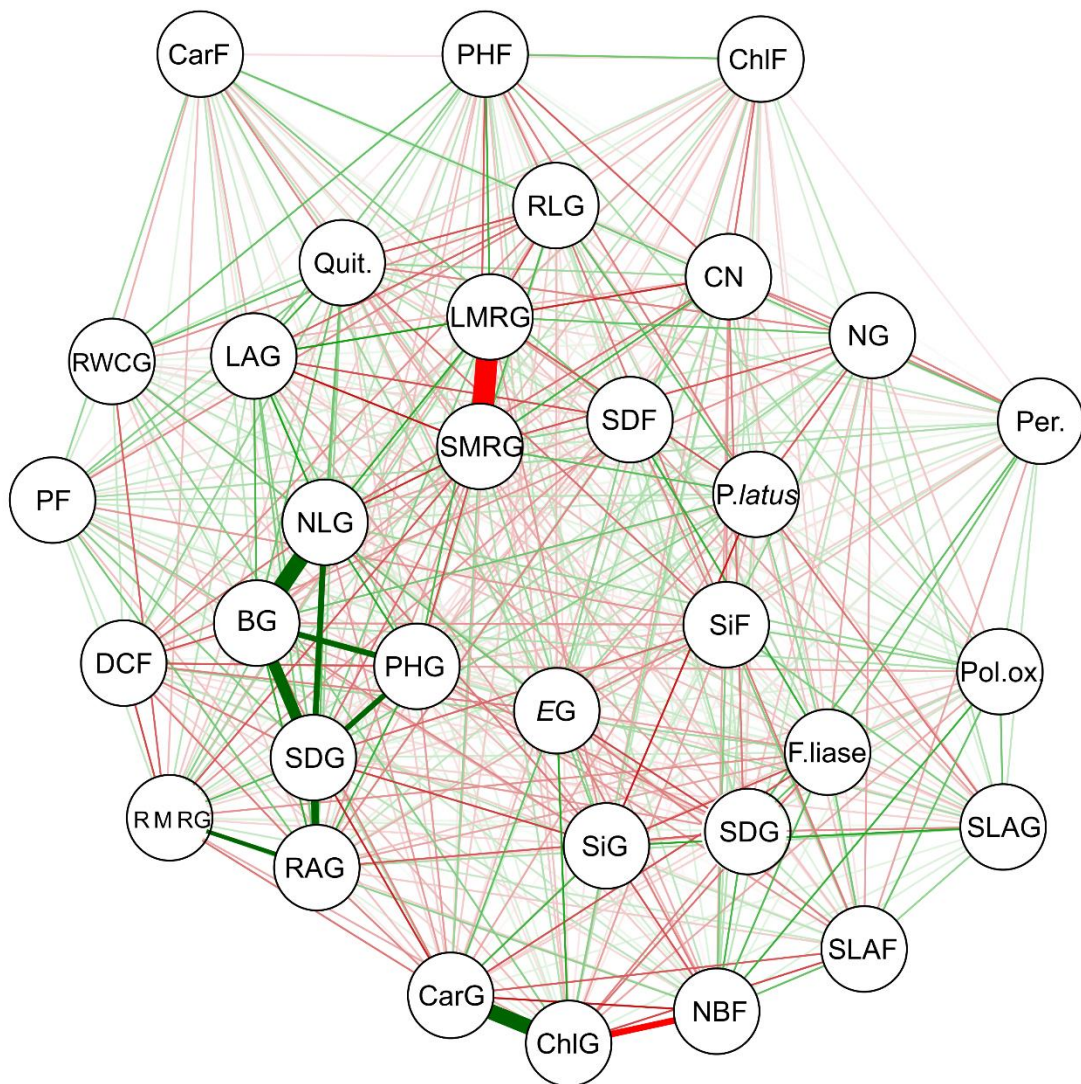 CarF
PHF
ChlF
RLG
Quit.
CN
LMRG
NG
LAG
RWCG
SDF
Per.
SMRG
P.latus
PF
NLG
BG
SiF
DCF
PHG
Pol.ox.
EG
SDG
F.liase
RMRG
SLAG
SDG
SiG
RAG
SLAF
CarG
NBF
ChlG